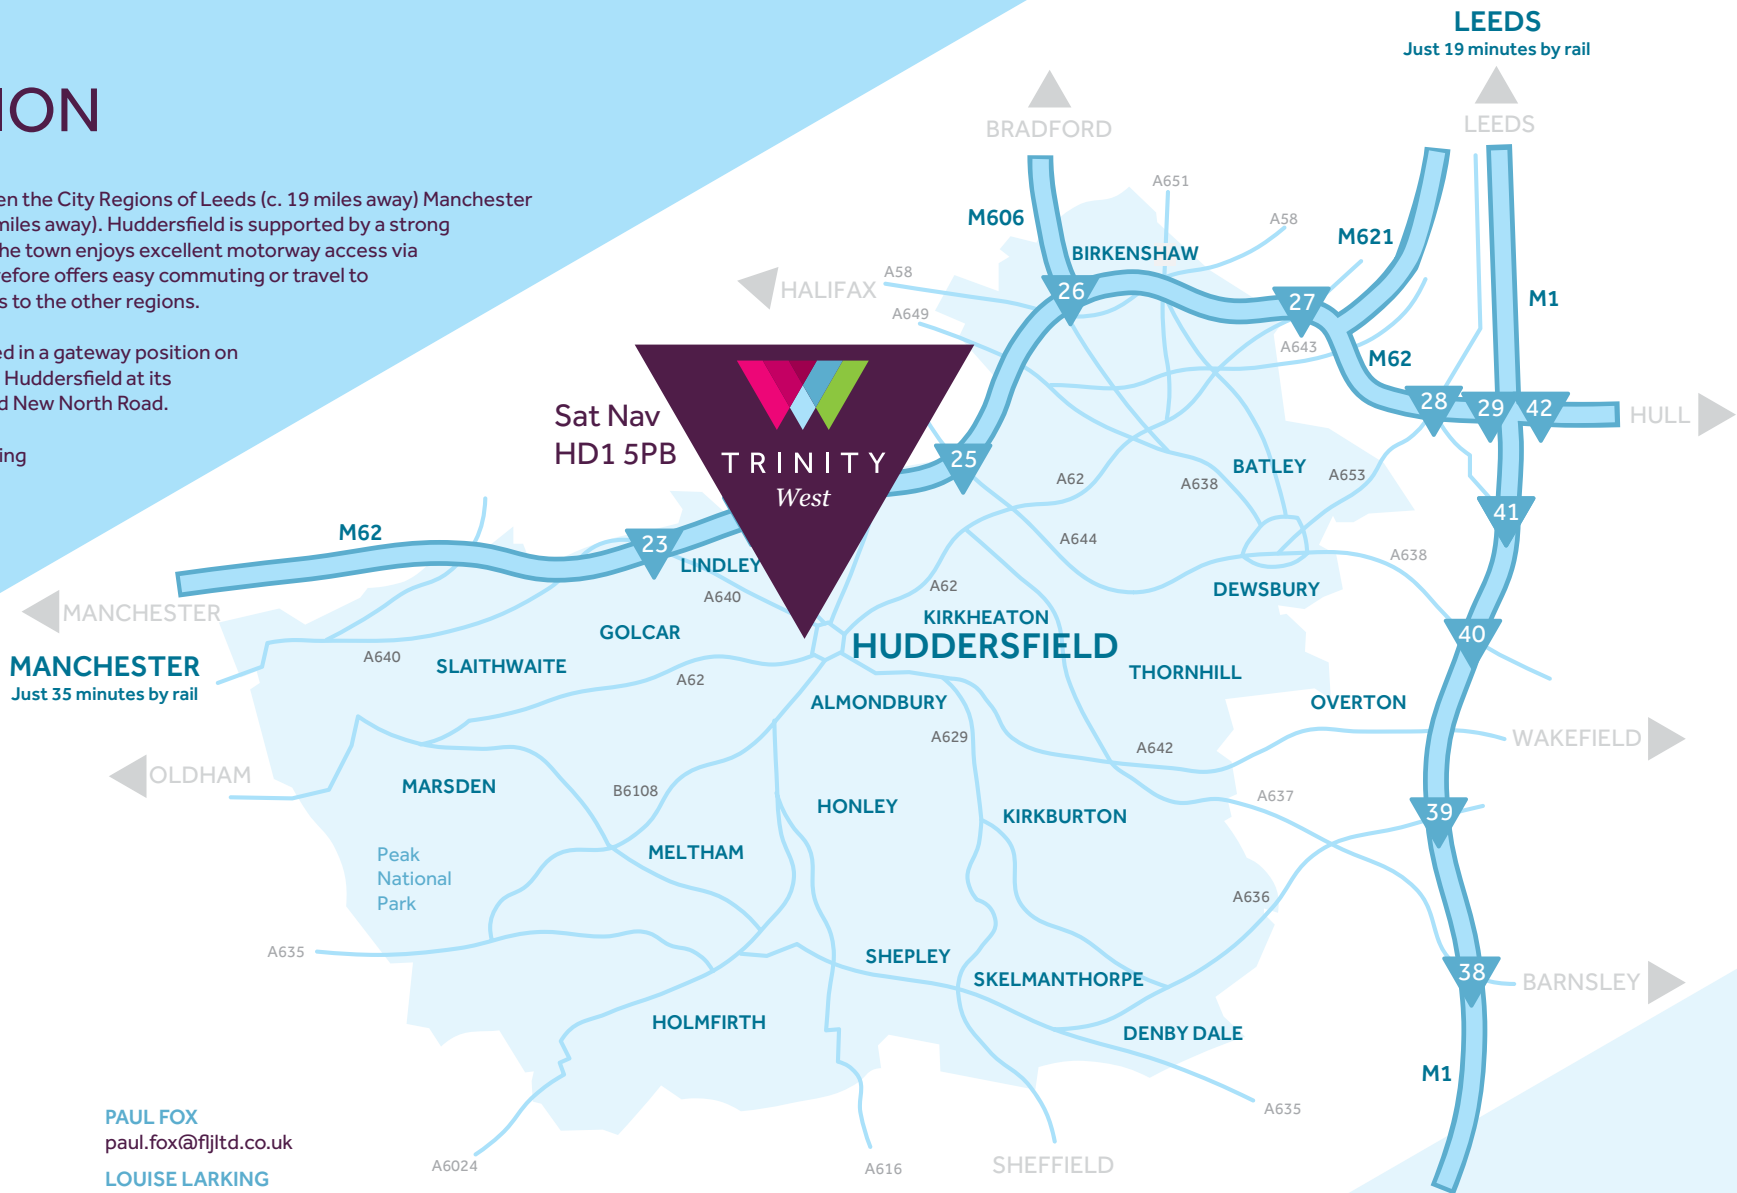 en the City Regions of Leeds (c. 19 miles away) Manchester
miles away). Huddersfield is supported by a strong
he town enjoys excellent motorway access via
efore offers easy commuting or travel to
s to the other regions.
ed in a gateway position on
Huddersfield at its
d New North Road.
ing
LEEDS
Just 19 minutes by rail
BRADFORD
LEEDS
A651
M606
A58
M621
BIRKENSHAW
HALIFAX
A58
26
27
M1
A649
A643
M62
28
29
42
HULL
Sat Nav
HD1 5PB
TRINITY
West
25
BATLEY
A653
A62
A638
41
M62
23
LINDLEY
A644
A638
A640
A62
DEWSBURY
MANCHESTER
KIRKHEATON
GOLCAR
HUDDERSFIELD
40
MANCHESTER
Just 35 minutes by rail
A640
SLAITHWAITE
A62
THORNHILL
ALMONDBURY
OVERTON
A629
A642
WAKEFIELD
OLDHAM
MARSDEN
B6108
HONLEY
KIRKBURTON
A637
39
Peak
National
Park
MELTHAM
A636
A635
SHEPLEY
SKELMANTHORPE
38
BARNSLEY
HOLMFIRTH
DENBY DALE
M1
A635
A6024
A616
SHEFFIELD
PAUL FOX
paul.fox@fljltd.co.uk
LOUISE LARKING